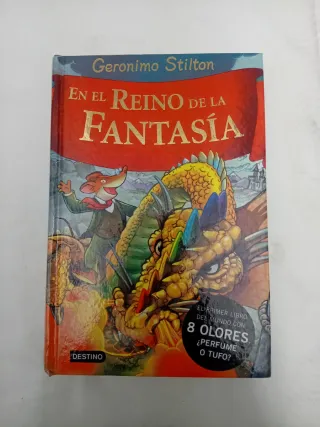 Geronimo Stilton
EN EL REINO DE LA
FANTASÍA
EL PRIMER LIBRO
DEL MUNDO CON
8 OLORES
¿PERFUME
O TUFO?
DESTINO